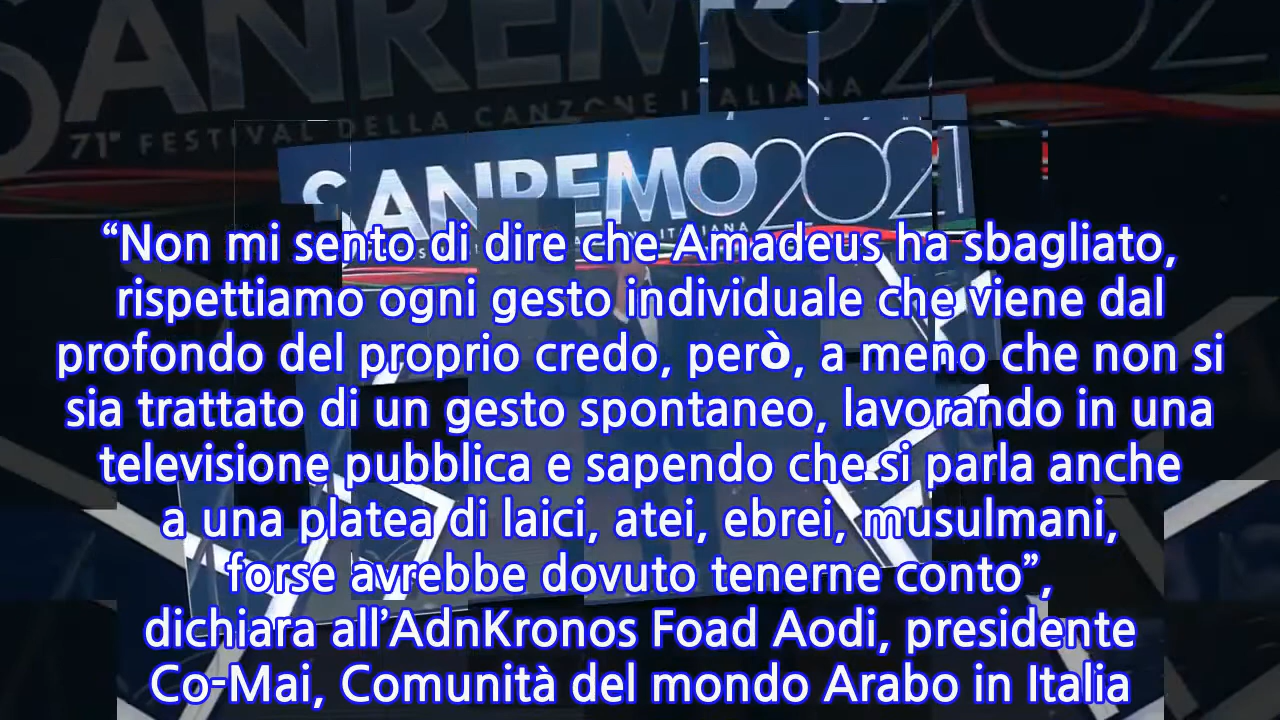 SANREMO 202
71° FESTIVAL DELLA CANZONE ITALIANA
SANREMO 2021
“Non mi sento di dire che Amadeus ha sbagliato,
rispettiamo ogni gesto individuale che viene dal
profondo del proprio credo, però, a meno che non si
sia trattato di un gesto spontaneo, lavorando in una
televisione pubblica e sapendo che si parla anche
a una platea di laici, atei, ebrei, musulmani,
forse avrebbe dovuto tenerne conto”,
dichiara all’AdnKronos Foad Aodi, presidente
Co-Mai, Comunità del mondo Arabo in Italia